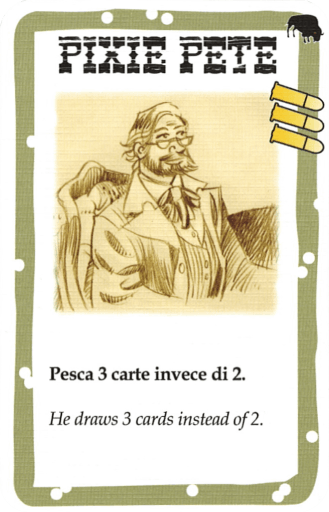 PIXIE PETE
Pesca 3 carte invece di 2.
He draws 3 cards instead of 2.